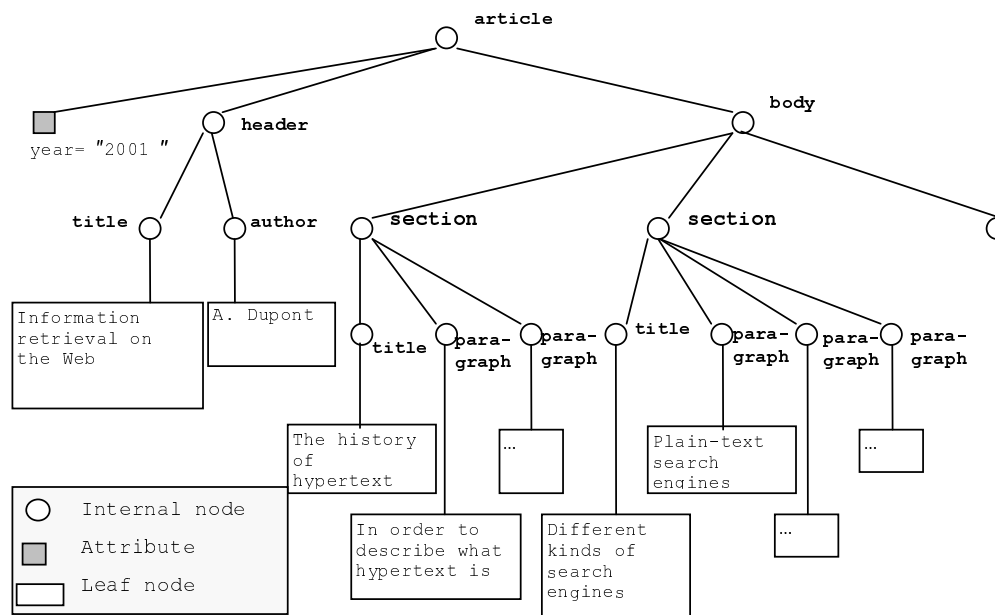 article
body
header
year= "2001 "
title
author
section
section
Information
retrieval on
the Web
A. Dupont
title
para-
graph
para-
graph
title
para-
graph
para-
graph
para-
graph
The history
of
hypertext
...
Plain-text
search
engines
...
In order to
describe what
hypertext is
Different
kinds of
search
engines
...
Internal node
Attribute
Leaf node